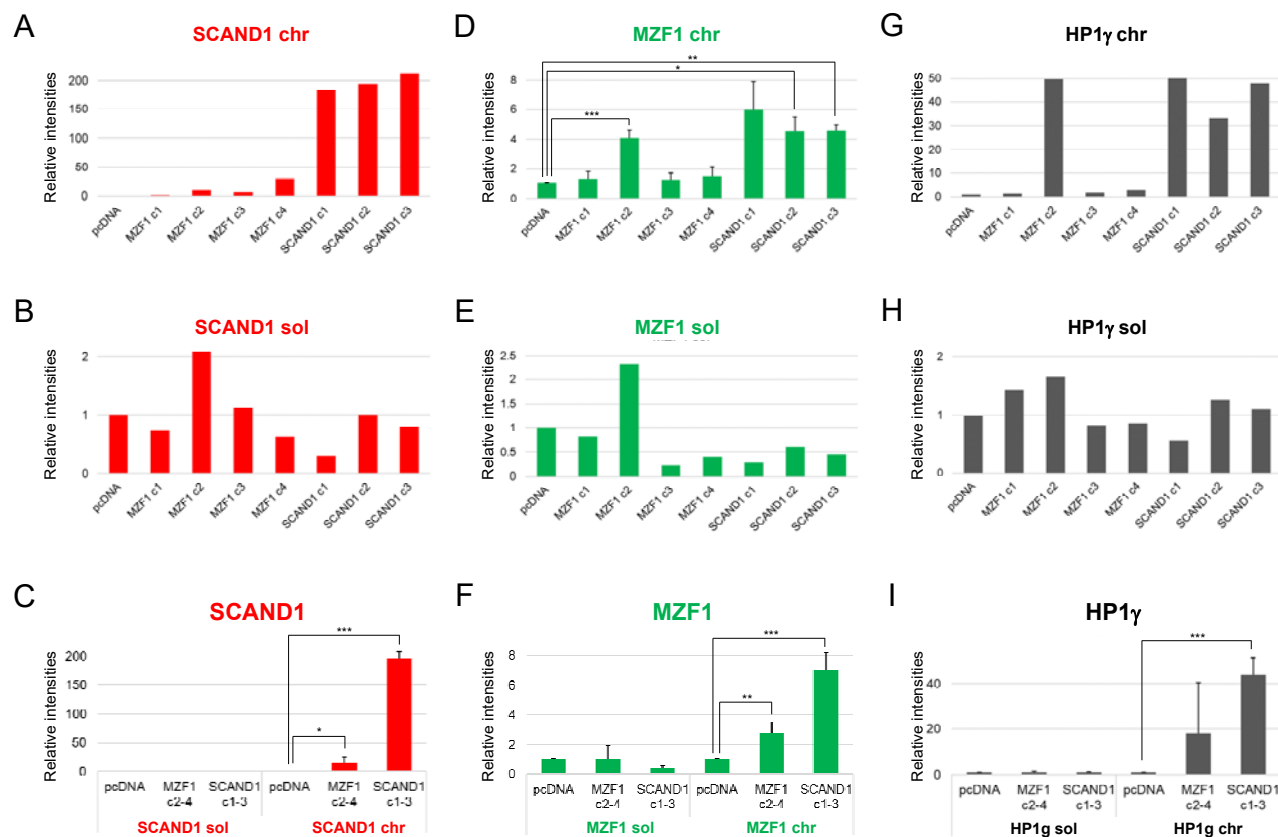 A
SCAND1 chr
Relative intensities
200
150
100
50
0
pcDNA
MZF1 c1
MZF1 c2
MZF1 c3
MZF1 c4
SCAND1 c1
SCAND1 c2
SCAND1 c3
D
MZF1 chr
Relative intensities
**
*
***
8
6
4
2
0
pcDNA
MZF1 c1
MZF1 c2
MZF1 c3
MZF1 c4
SCAND1 c1
SCAND1 c2
SCAND1 c3
G
HP1γ chr
Relative intensities
50
40
30
20
10
0
pcDNA
MZF1 c1
MZF1 c2
MZF1 c3
MZF1 c4
SCAND1 c1
SCAND1 c2
SCAND1 c3
B
SCAND1 sol
Relative intensities
2
1
0
pcDNA
MZF1 c1
MZF1 c2
MZF1 c3
MZF1 c4
SCAND1 c1
SCAND1 c2
SCAND1 c3
E
MZF1 sol
Relative intensities
2.5
2
1.5
1
0.5
0
pcDNA
MZF1 c1
MZF1 c2
MZF1 c3
MZF1 c4
SCAND1 c1
SCAND1 c2
SCAND1 c3
H
HP1γ sol
Relative intensities
2
1
0
pcDNA
MZF1 c1
MZF1 c2
MZF1 c3
MZF1 c4
SCAND1 c1
SCAND1 c2
SCAND1 c3
C
SCAND1
Relative intensities
***
*
200
150
100
50
0
pcDNA MZF1 SCAND1 pcDNA MZF1 SCAND1
c2-4 c1-3 c2-4 c1-3
SCAND1 sol SCAND1 chr
F
MZF1
Relative intensities
***
**
8
6
4
2
0
pcDNA MZF1 SCAND1 pcDNA MZF1 SCAND1
c2-4 c1-3 c2-4 c1-3
MZF1 sol MZF1 chr
I
HP1γ
Relative intensities
***
40
20
0
pcDNA MZF1 SCAND1 pcDNA MZF1 SCAND1
c2-4 c1-3 c2-4 c1-3
HP1g sol HP1g chr